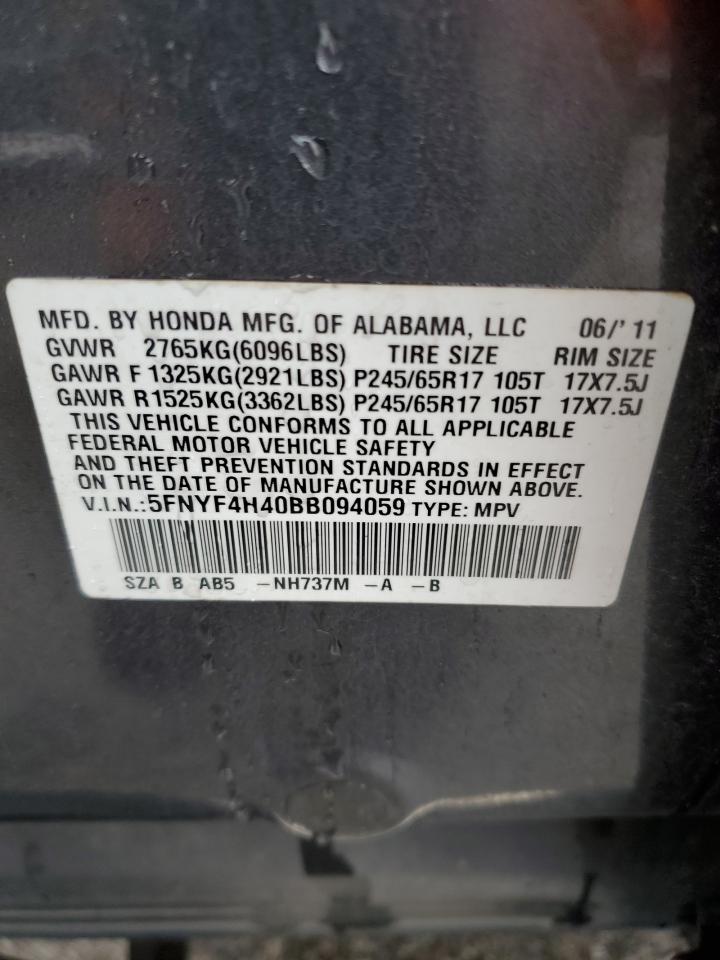 MFD. BY HONDA MFG. OF ALABAMA, LLC 06/'11
GVWR 2765KG(6096LBS) TIRE SIZE RIM SIZE
GAWR F 1325KG(2921LBS) P245/65R17 105T 17X7.5J
GAWR R 1525KG(3362LBS) P245/65R17 105T 17X7.5J
THIS VEHICLE CONFORMS TO ALL APPLICABLE
FEDERAL MOTOR VEHICLE SAFETY
AND THEFT PREVENTION STANDARDS IN EFFECT
ON THE DATE OF MANUFACTURE SHOWN ABOVE.
V.I.N.:5FNYF4H40BB094059 TYPE: MPV
SZA B AB5 -NH737M -A -B